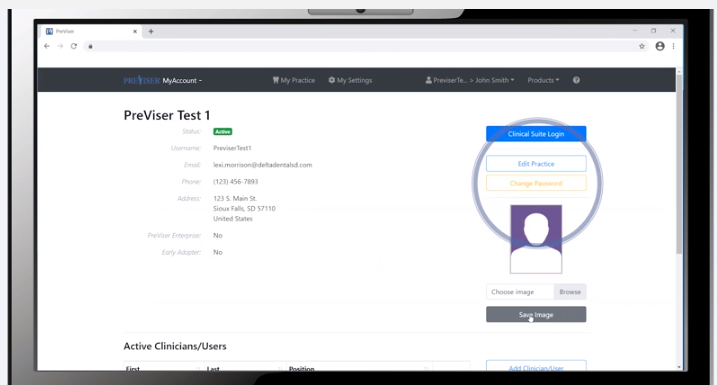 PreViser
PREVISER MyAccount
My Practice
My Settings
PreviserTe... > John Smith
Products
PreViser Test 1
Status: Active
Username: PreviserTest1
Email: lexi.morrison@deltadentalsd.com
Phone: (123) 456-7893
Address: 123 S. Main St.
Sioux Falls, SD 57110
United States
PreViser Enterprise: No
Early Adopter: No
Clinical Suite Login
Edit Practice
Change Password
Choose image Browse
Save Image
Active Clinicians/Users
First Last Position
Add Clinician/User